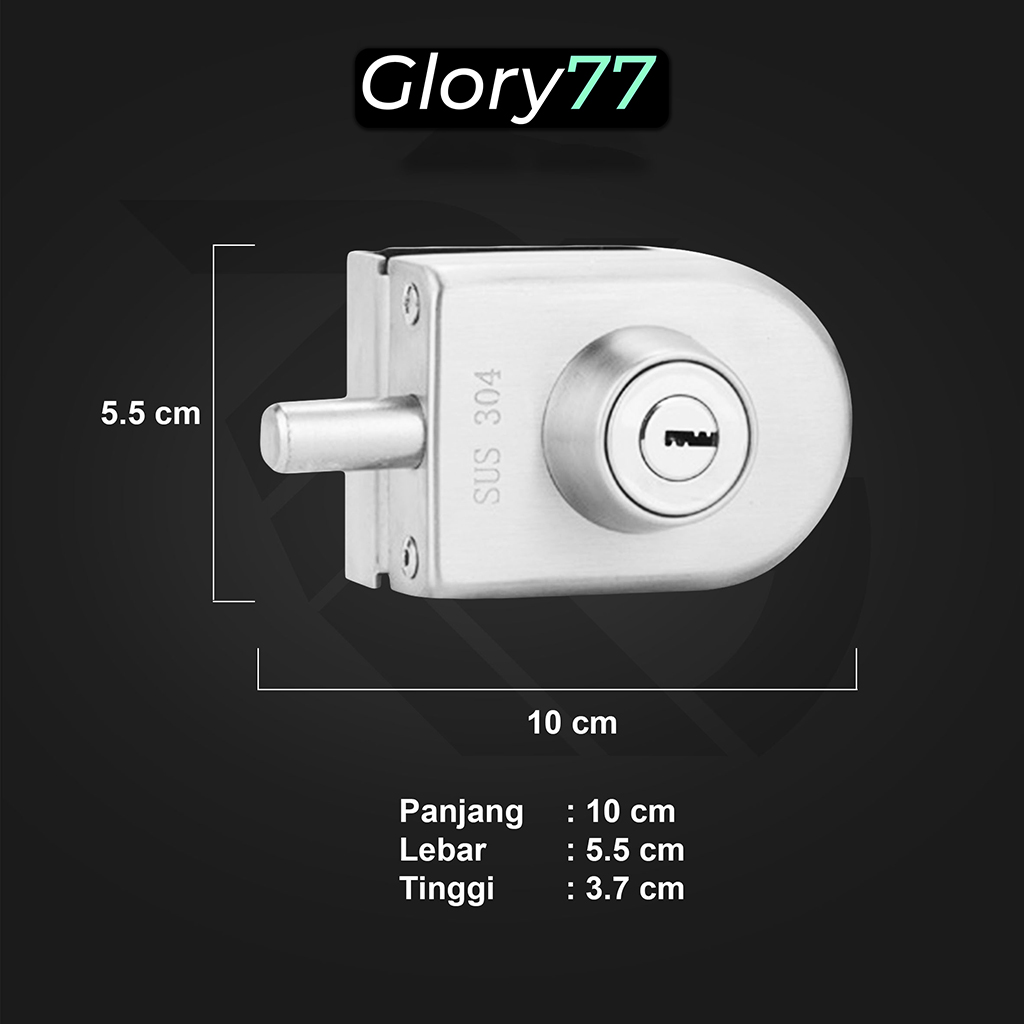 Glory77
5.5 cm
SUS 304
10 cm
Panjang : 10 cm
Lebar : 5.5 cm
Tinggi : 3.7 cm